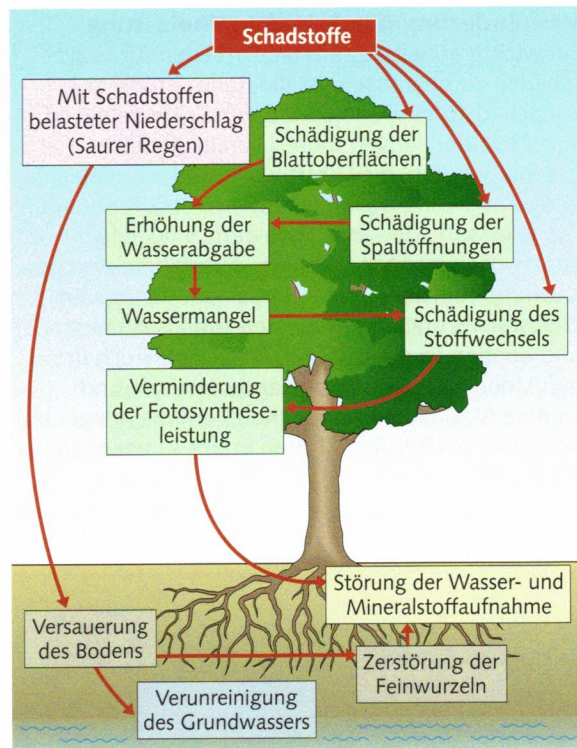 Schadstoffe
Mit Schadstoffen
belasteter Niederschlag
(Saurer Regen)
Schädigung der
Blattoberflächen
Erhöhung der
Wasserabgabe
Schädigung der
Spaltöffnungen
Wassermangel
Schädigung des
Stoffwechsels
Verminderung
der Fotosynthese-
leistung
Störung der Wasser- und
Mineralstoffaufnahme
Versauerung
des Bodens
Zerstörung der
Feinwurzeln
Verunreinigung
des Grundwassers